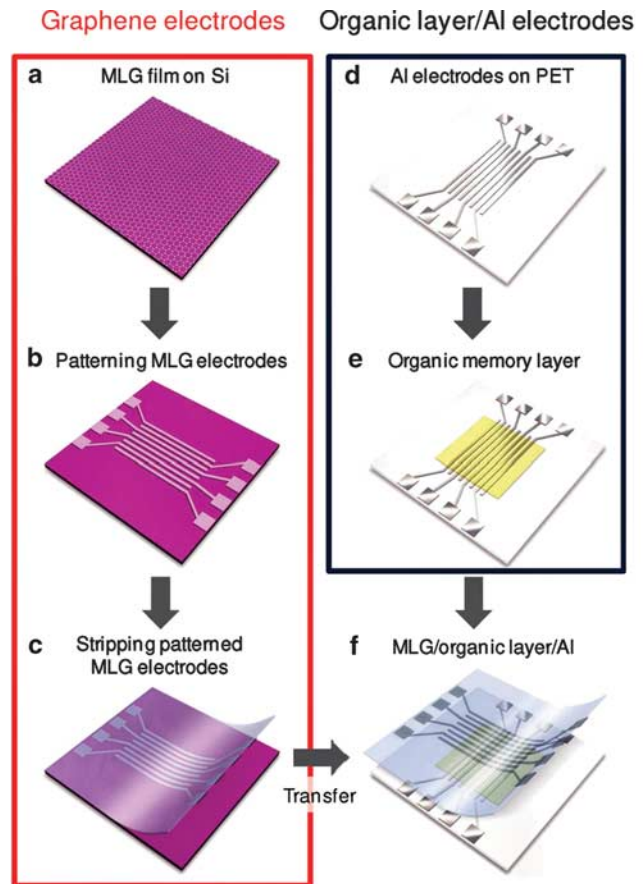 Graphene electrodes
Organic layer/Al electrodes
a
MLG film on Si
b
Patterning MLG electrodes
c
Stripping patterned
MLG electrodes
Transfer
d
Al electrodes on PET
e
Organic memory layer
f
MLG/organic layer/Al